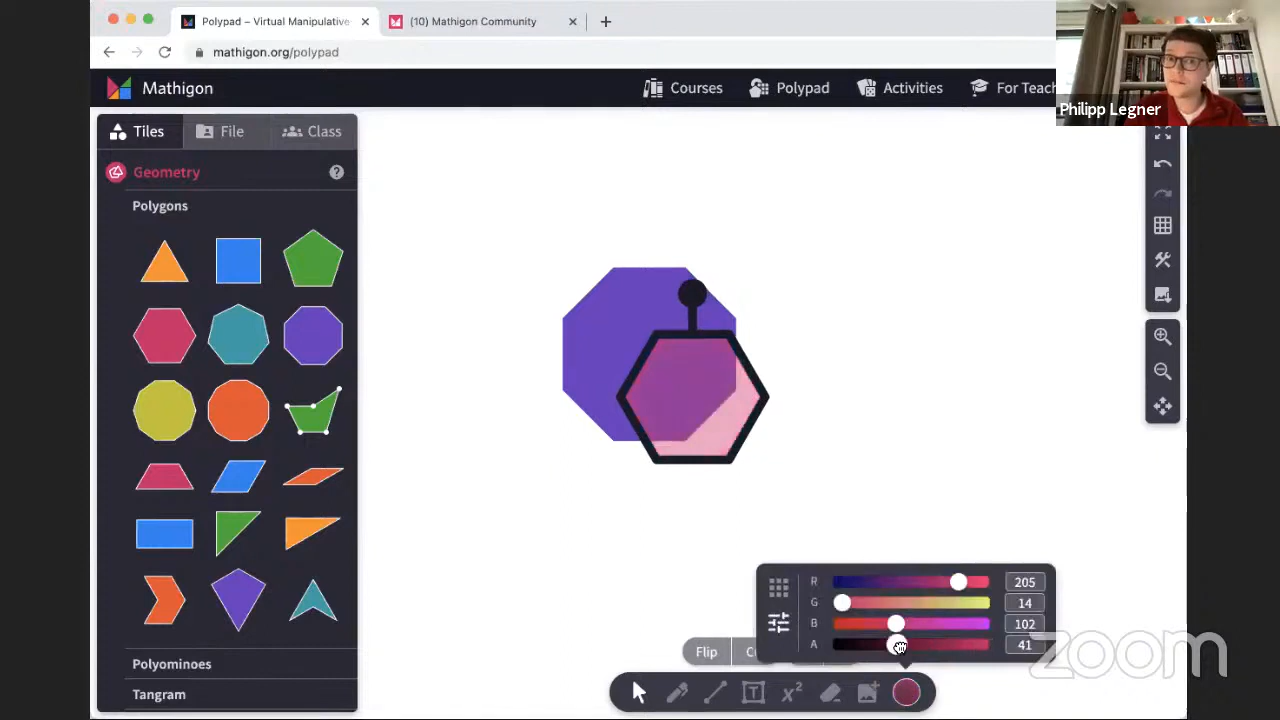 Polypad – Virtual Manipulative
(10) Mathigon Community
mathigon.org/polypad
Mathigon
Courses
Polypad
Activities
For Teach
Philipp Legner
Tiles
File
Class
Geometry
?
Polygons
Polyominoes
Tangram
R
205
G
14
B
102
A
41
Flip
T
x²
zoom